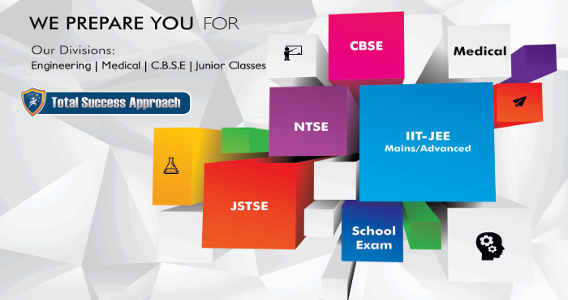 WE PREPARE YOU FOR
Our Divisions:
Engineering | Medical | C.B.S.E | Junior Classes
Total Success Approach
CBSE
Medical
NTSE
IIT-JEE
Mains/Advanced
JSTSE
School
Exam